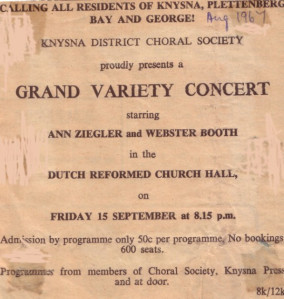 CALLING ALL RESIDENTS OF KNYSNA, PLETTENBERG
BAY AND GEORGE! Aug 1967
KNYSNA DISTRICT CHORAL SOCIETY
proudly presents a
GRAND VARIETY CONCERT
starring
ANN ZIEGLER and WEBSTER BOOTH
in the
DUTCH REFORMED CHURCH HALL,
on
FRIDAY 15 SEPTEMBER at 8.15 p.m.
Admission by programme only 50c per programme. No bookings
600 seats.
Programmes from members of Choral Society, Knysna Press
and at door.
8k/12k